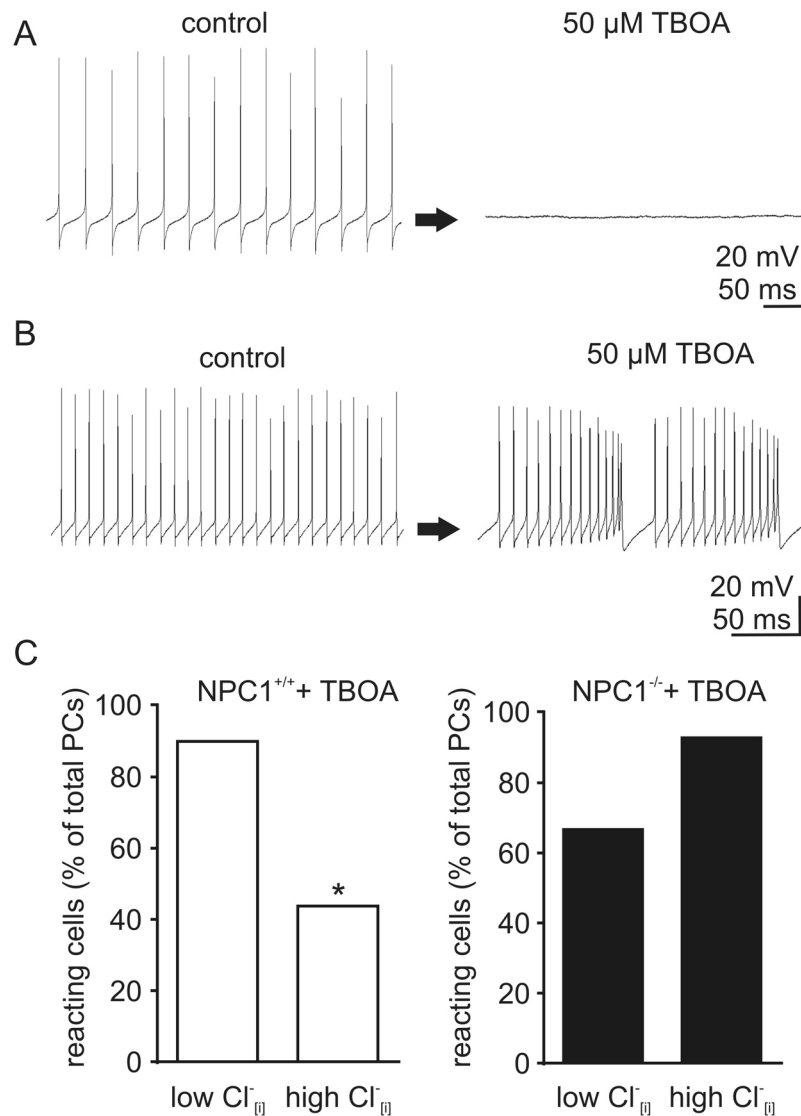 A
control
50 µM TBOA
20 mV
50 ms
B
control
50 µM TBOA
20 mV
50 ms
C
NPC1+/+ + TBOA
reacting cells (% of total PCs)
100
80
60
40
20
0
*
low Cl-[i]
high Cl-[i]
NPC1-/- + TBOA
reacting cells (% of total PCs)
100
80
60
40
20
0
low Cl-[i]
high Cl-[i]